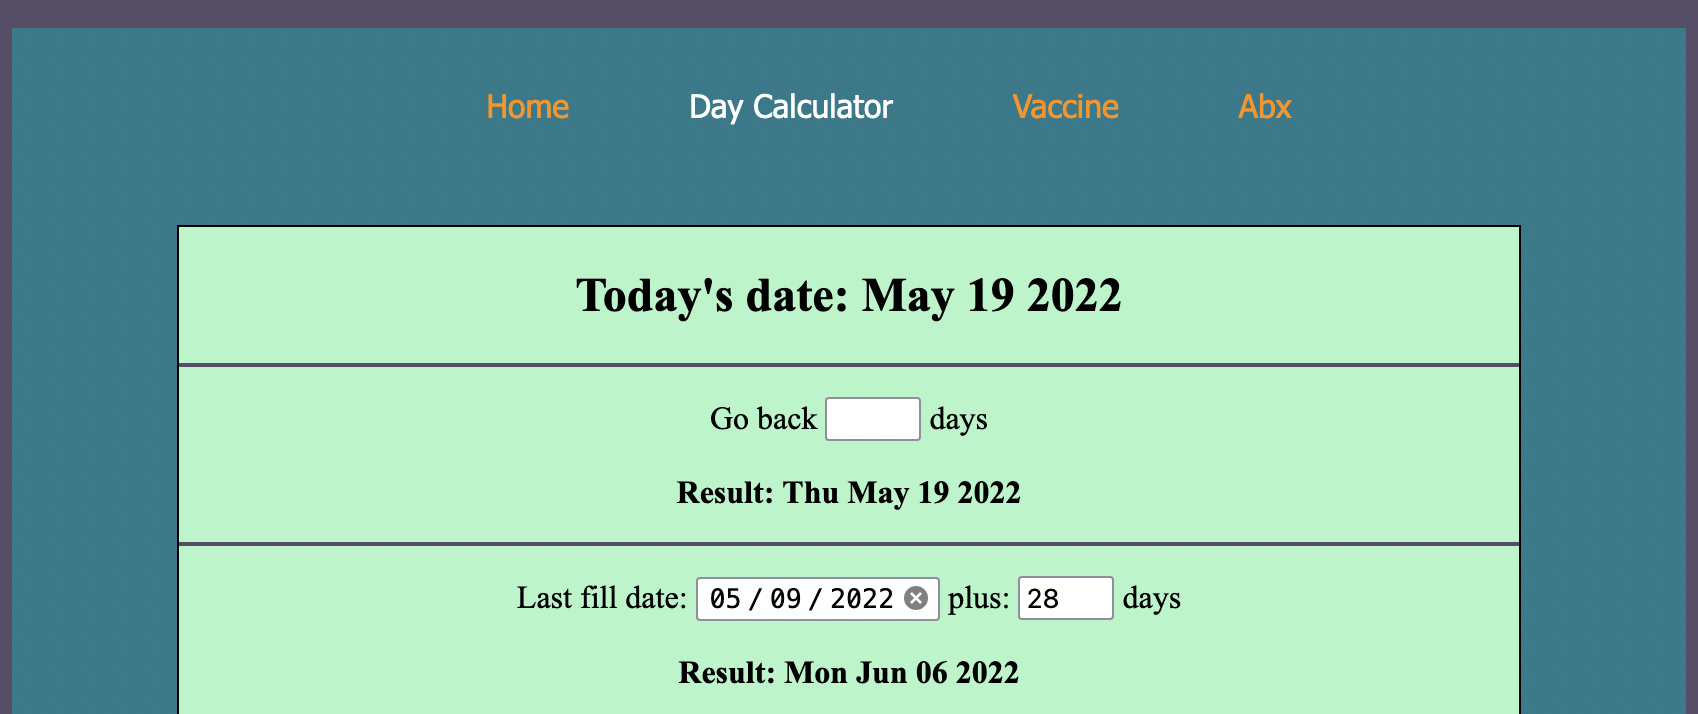 Home Day Calculator Vaccine Abx
Today's date: May 19 2022
Go back days
Result: Thu May 19 2022
Last fill date: 05/09/2022 plus: 28 days
Result: Mon Jun 06 2022